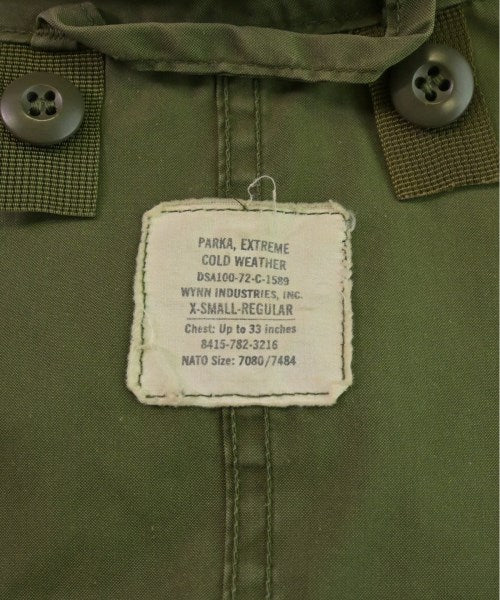 PARKA, EXTREME
COLD WEATHER
DSA100-72-C-1589
WYNN INDUSTRIES, INC.
X-SMALL-REGULAR
Chest: Up to 33 inches
8415-782-3216
NATO Size: 7080/7484